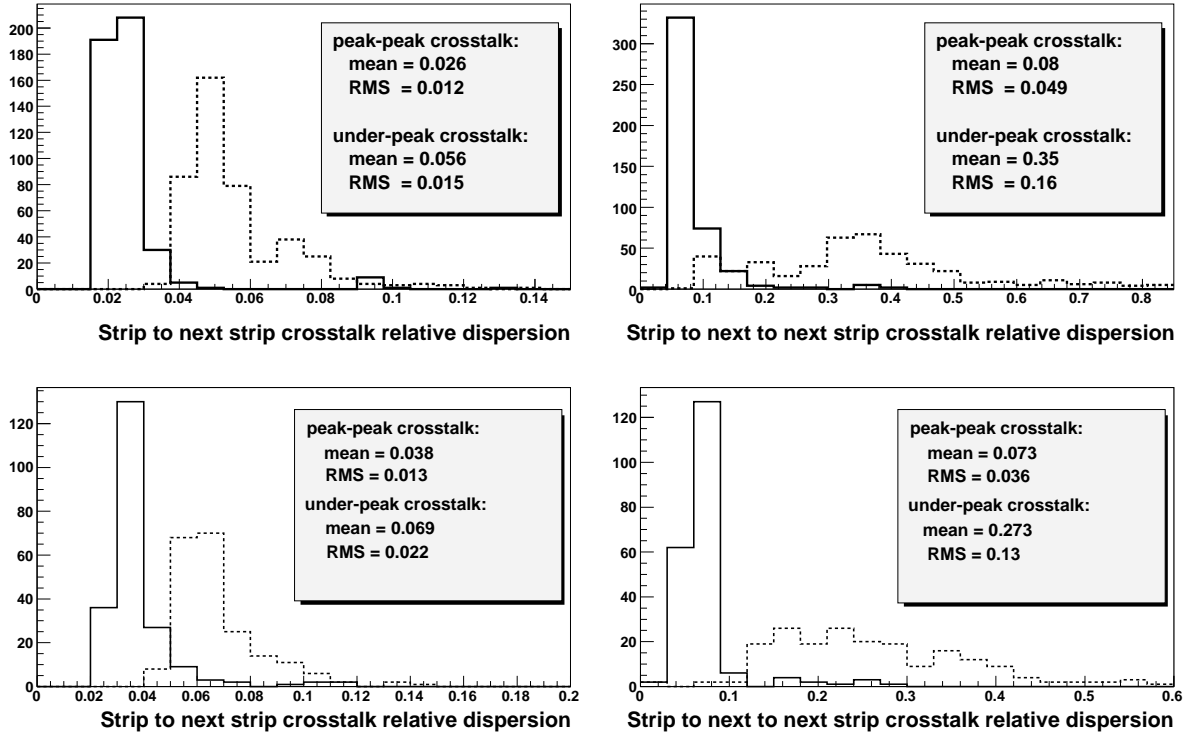 200
180
160
140
120
100
80
60
40
20
0
0 0.02 0.04 0.06 0.08 0.1 0.12 0.14
peak-peak crosstalk:
mean = 0.026
RMS = 0.012
under-peak crosstalk:
mean = 0.056
RMS = 0.015
Strip to next strip crosstalk relative dispersion
300
250
200
150
100
50
0
0 0.1 0.2 0.3 0.4 0.5 0.6 0.7 0.8
peak-peak crosstalk:
mean = 0.08
RMS = 0.049
under-peak crosstalk:
mean = 0.35
RMS = 0.16
Strip to next to next strip crosstalk relative dispersion
120
100
80
60
40
20
0
0 0.02 0.04 0.06 0.08 0.1 0.12 0.14 0.16 0.18 0.2
peak-peak crosstalk:
mean = 0.038
RMS = 0.013
under-peak crosstalk:
mean = 0.069
RMS = 0.022
Strip to next strip crosstalk relative dispersion
120
100
80
60
40
20
0
0 0.1 0.2 0.3 0.4 0.5 0.6
peak-peak crosstalk:
mean = 0.073
RMS = 0.036
under-peak crosstalk:
mean = 0.273
RMS = 0.13
Strip to next to next strip crosstalk relative dispersion